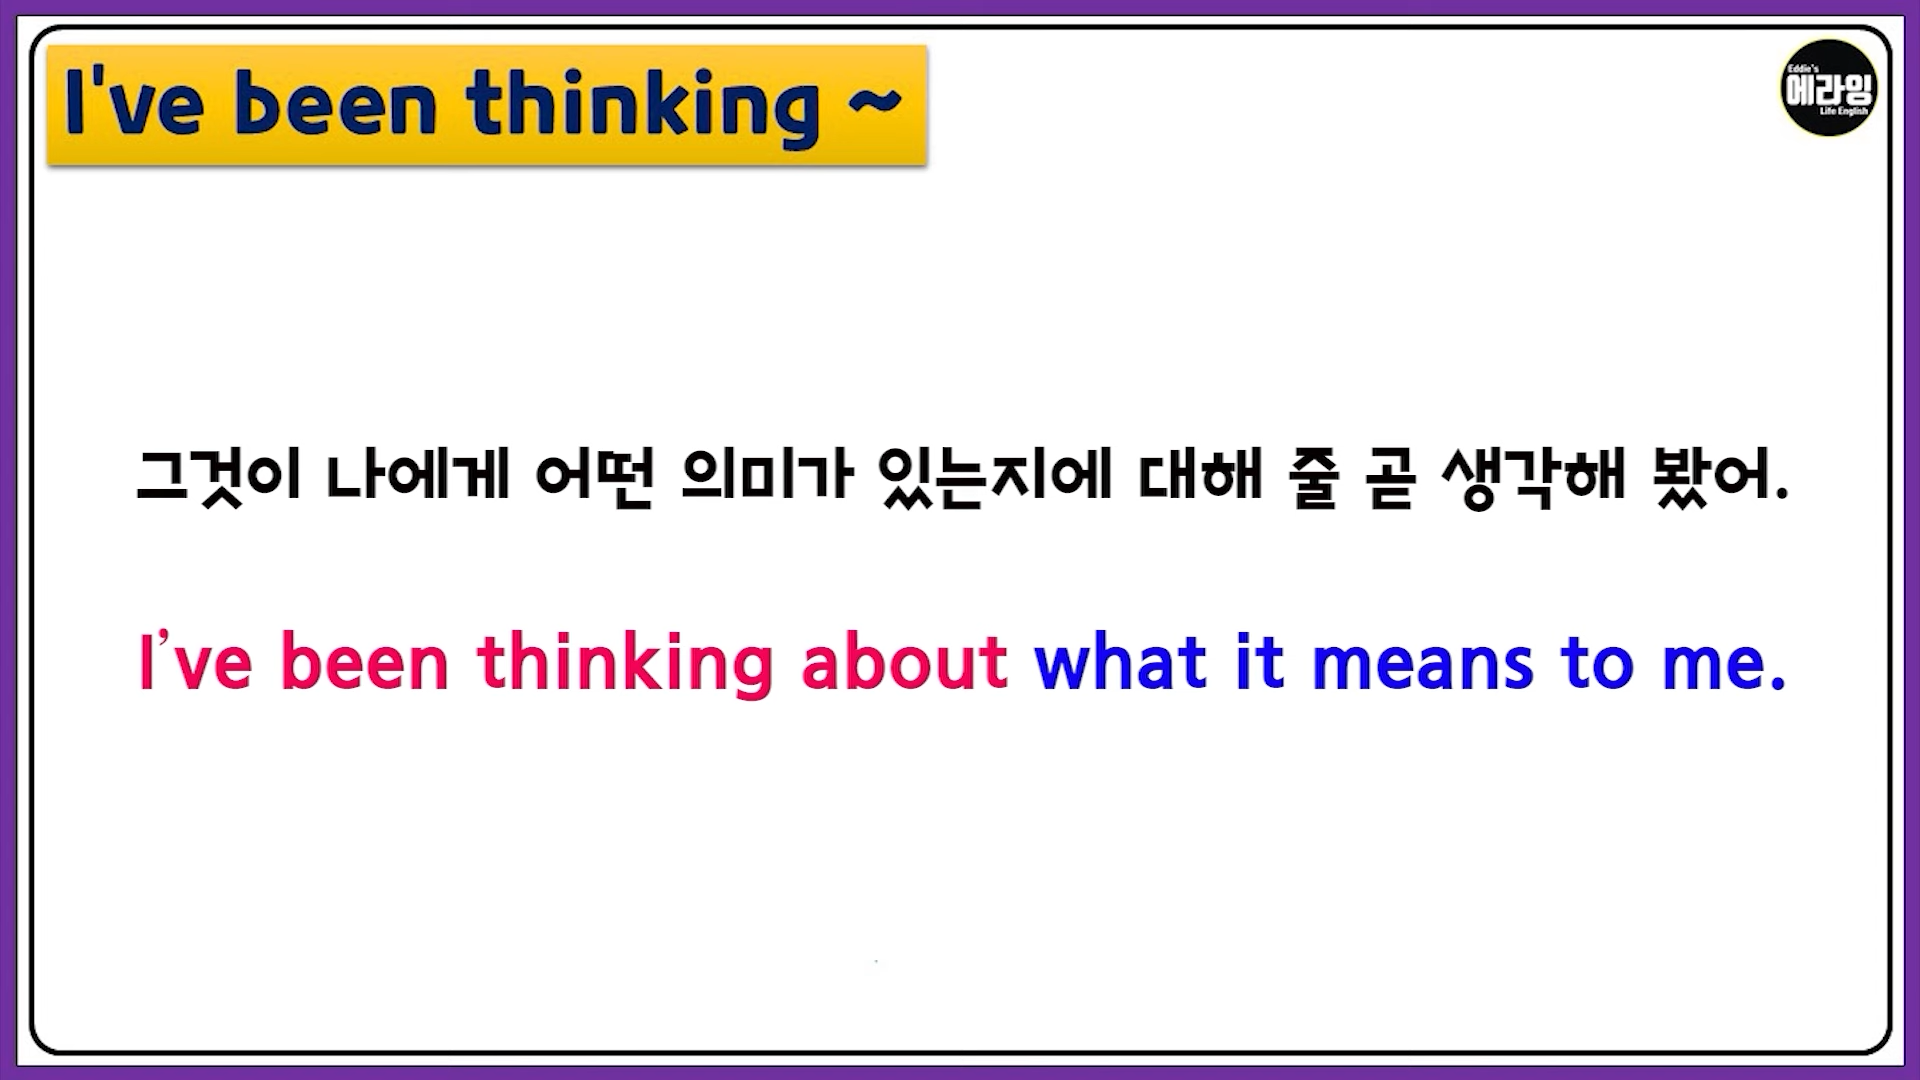 I've been thinking ~
Eddie's
에라잉
Life English
그것이 나에게 어떤 의미가 있는지에 대해 줄 곧 생각해 봤어.
I’ve been thinking about what it means to me.